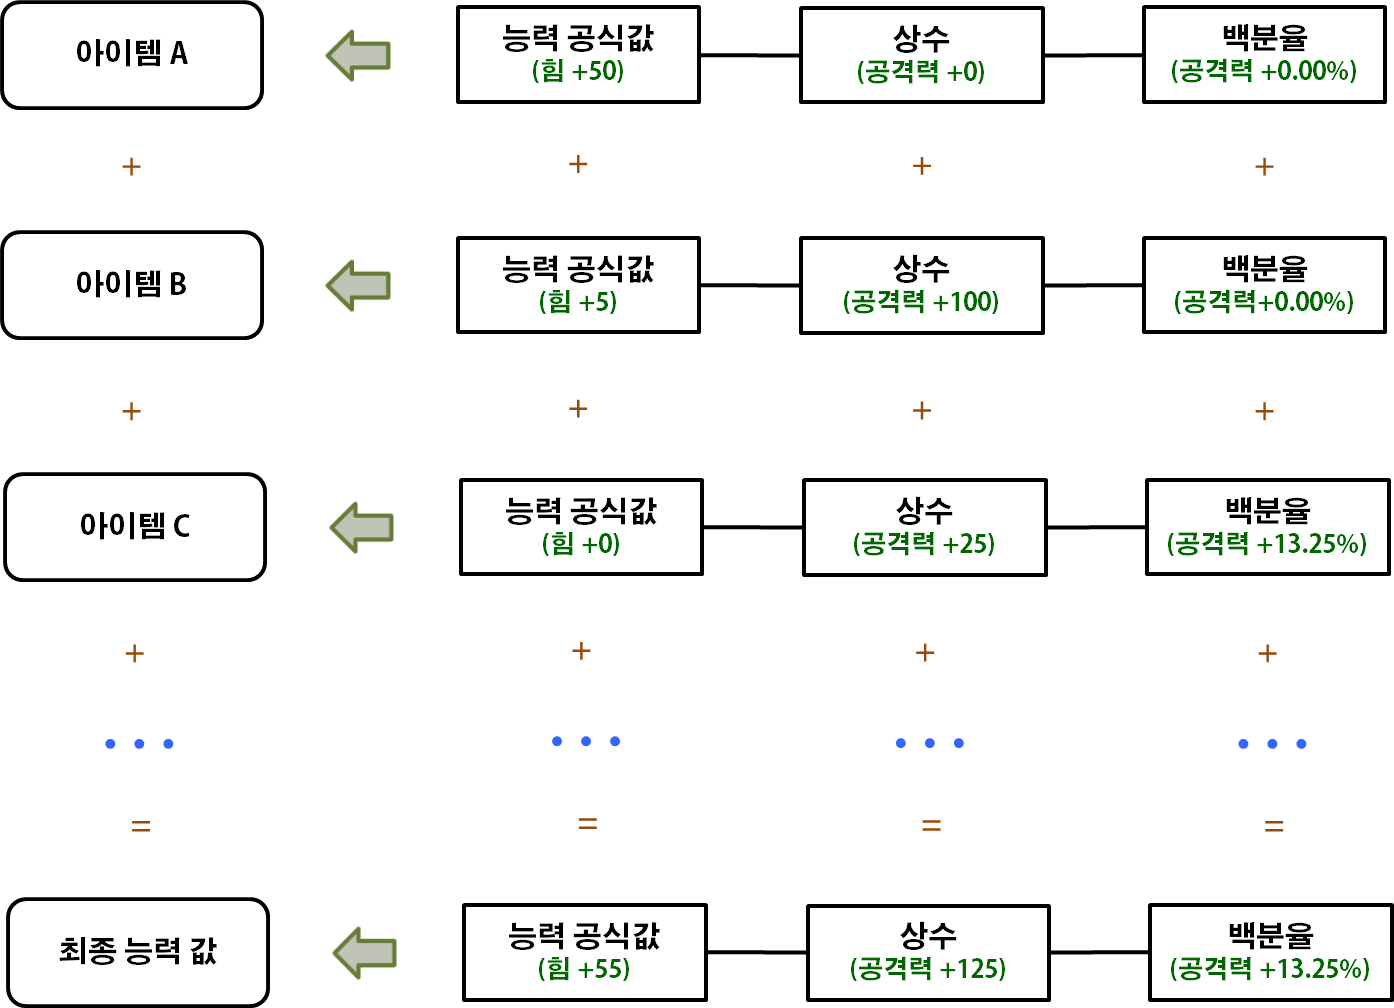 아이템 A
능력 공식값
(힘 +50)
상수
(공격력 +0)
백분율
(공격력 +0.00%)
+ + + +
아이템 B
능력 공식값
(힘 +5)
상수
(공격력 +100)
백분율
(공격력+0.00%)
+ + + +
아이템 C
능력 공식값
(힘 +0)
상수
(공격력 +25)
백분율
(공격력 +13.25%)
+ + + +
... ... ... ...
= = = =
최종 능력 값
능력 공식값
(힘 +55)
상수
(공격력 +125)
백분율
(공격력 +13.25%)